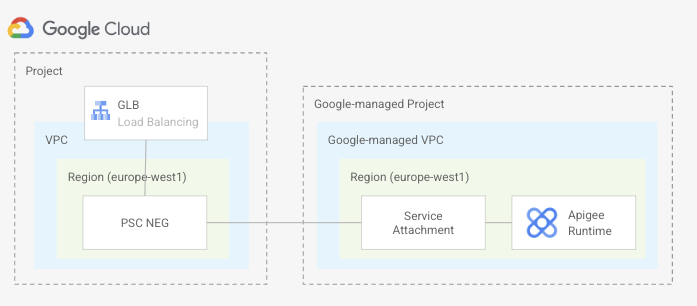 Google Cloud
Project
GLB
Load Balancing
VPC
Region (europe-west1)
PSC NEG
Google-managed Project
Google-managed VPC
Region (europe-west1)
Service
Attachment
Apigee
Runtime